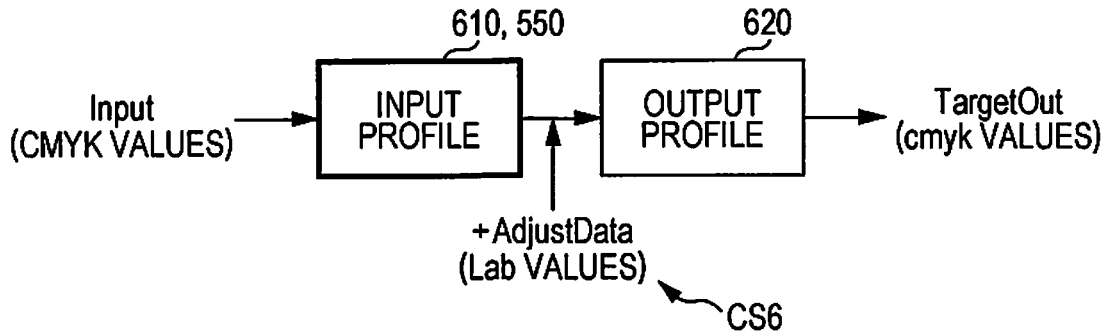 610, 550
620
Input
(CMYK VALUES)
INPUT
PROFILE
OUTPUT
PROFILE
TargetOut
(cmyk VALUES)
+AdjustData
(Lab VALUES)
CS6